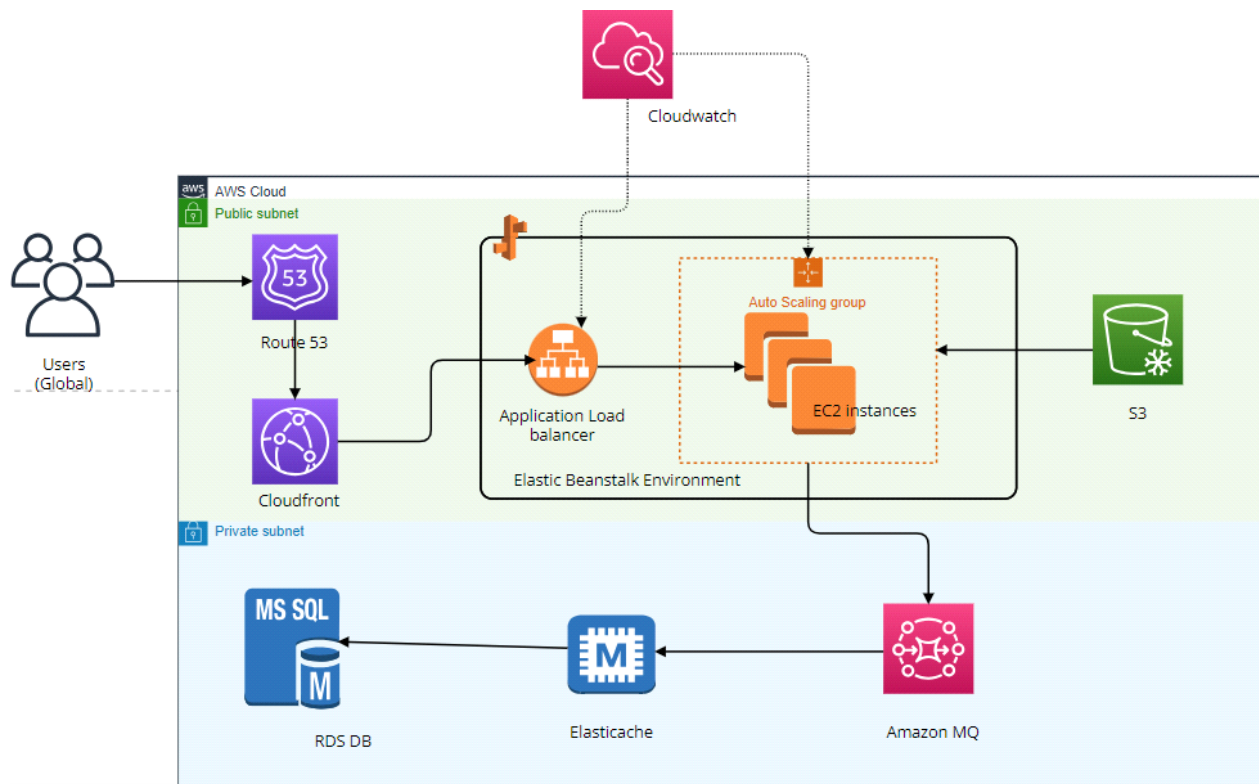 Cloudwatch
aws
AWS Cloud
Public subnet
53
Route 53
Users
(Global)
Cloudfront
Auto Scaling group
EC2 instances
Application Load
balancer
Elastic Beanstalk Environment
S3
Private subnet
MS SQL
M
RDS DB
M
Elasticache
Amazon MQ